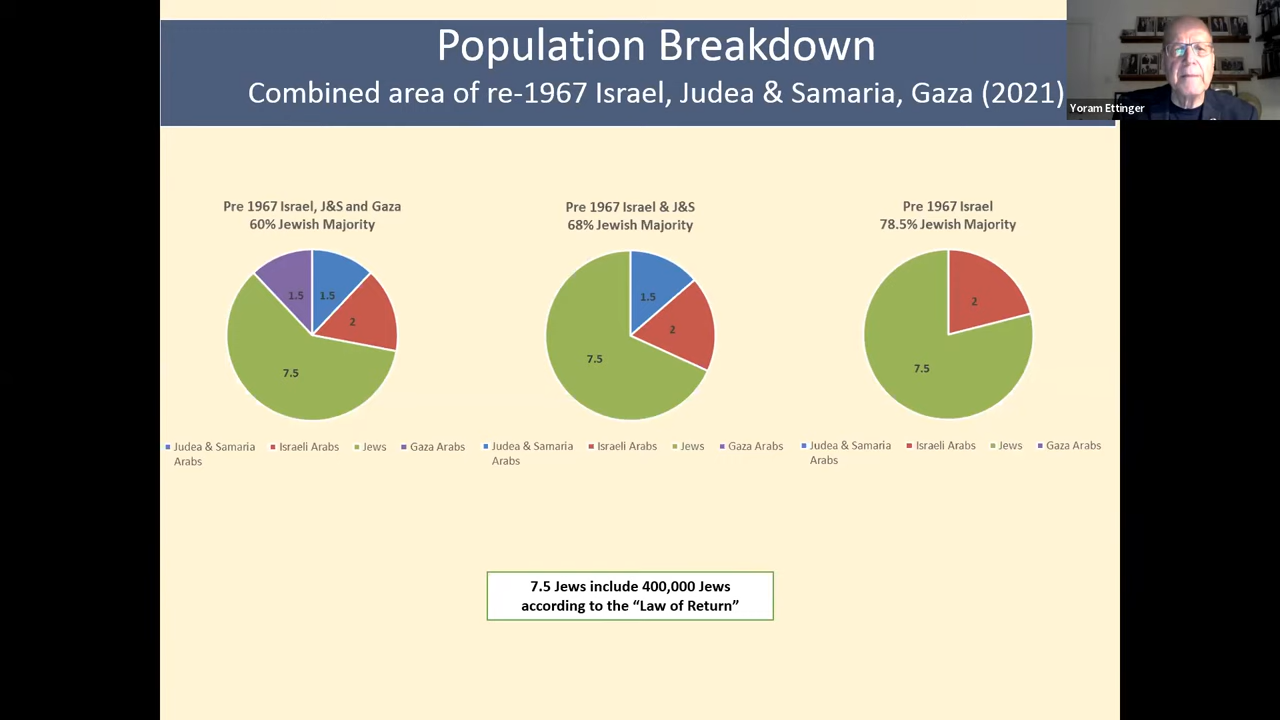 Population Breakdown
Combined area of re-1967 Israel, Judea & Samaria, Gaza (2021)
Yoram Ettinger
Pre 1967 Israel, J&S and Gaza
60% Jewish Majority
1.5
1.5
2
7.5
Judea & Samaria Arabs
Israeli Arabs
Jews
Gaza Arabs
Pre 1967 Israel & J&S
68% Jewish Majority
1.5
2
7.5
Judea & Samaria Arabs
Israeli Arabs
Jews
Gaza Arabs
Pre 1967 Israel
78.5% Jewish Majority
2
7.5
Judea & Samaria Arabs
Israeli Arabs
Jews
Gaza Arabs
7.5 Jews include 400,000 Jews
according to the “Law of Return”